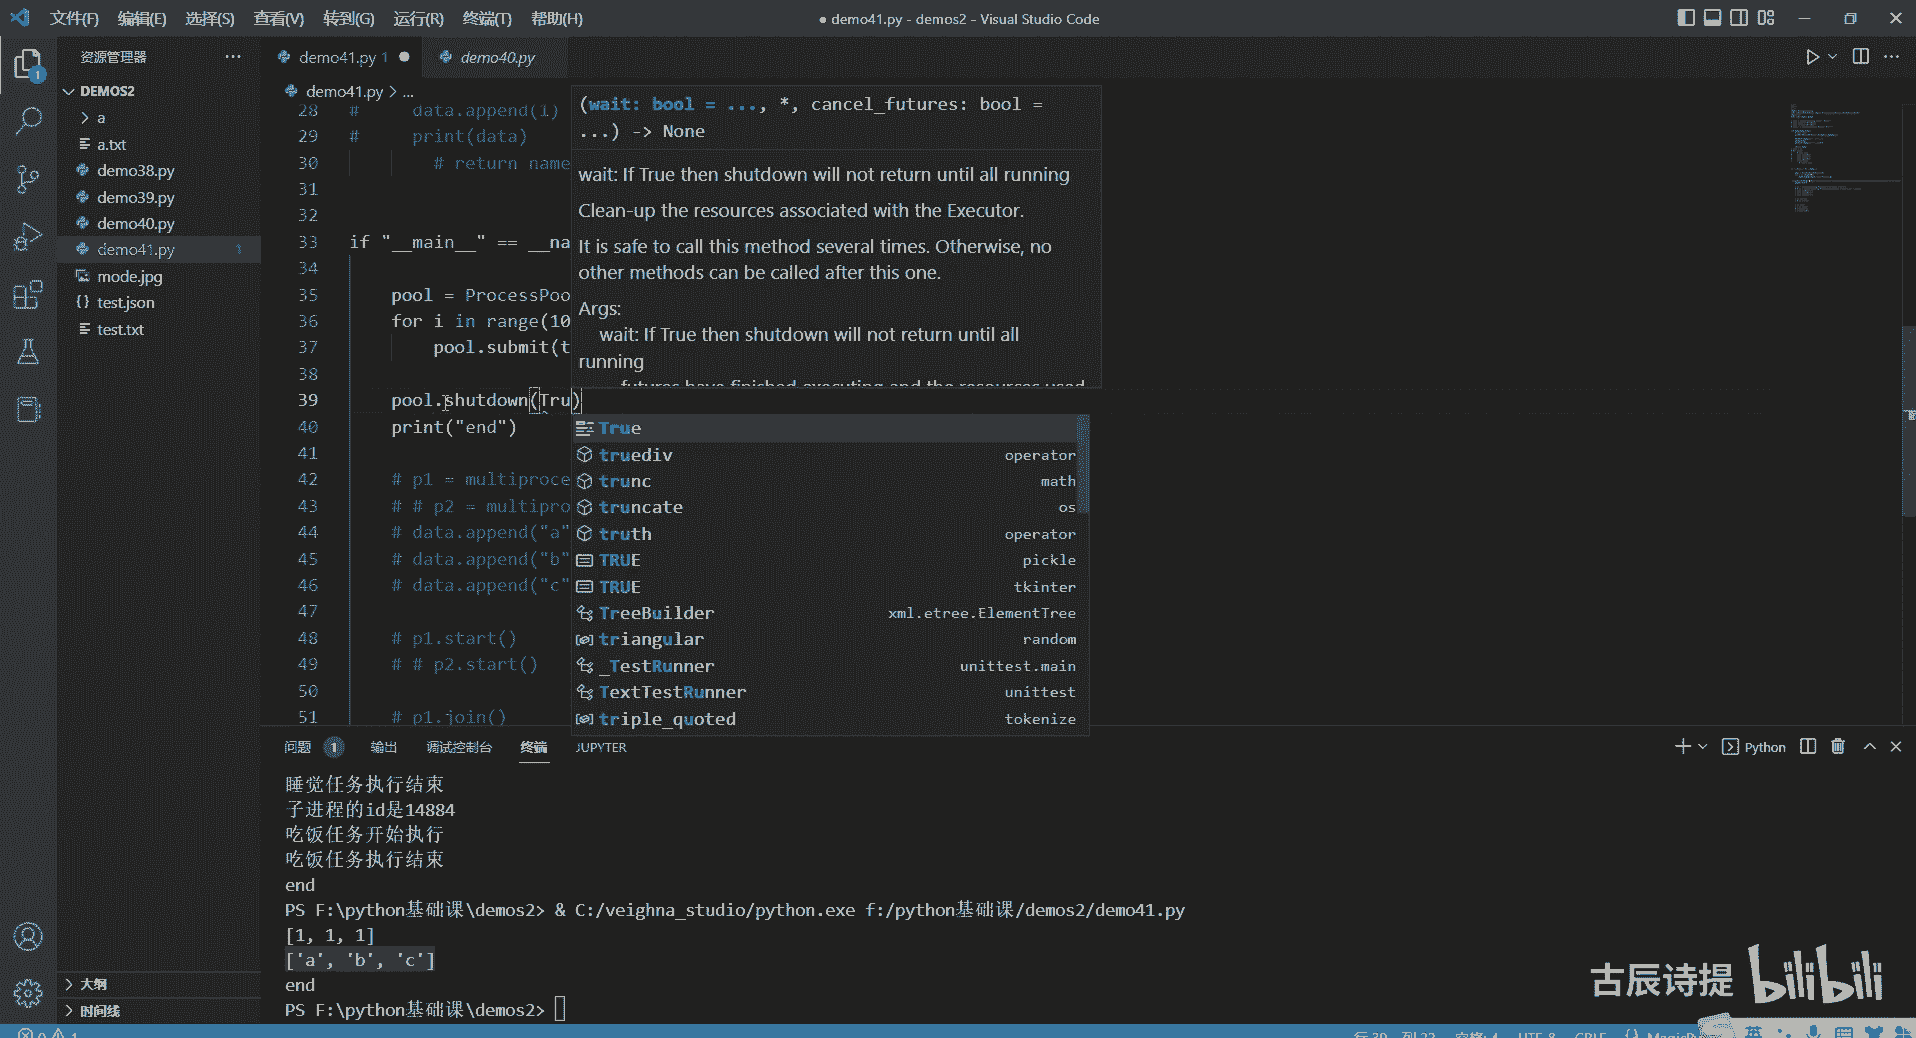 文件(F) 编辑(E) 选择(S) 查看(V) 转到(G) 运行(R) 终端(T) 帮助(H)
● demo41.py - demos2 - Visual Studio Code
资源管理器 ···
DEMOS2
a
a.txt
demo38.py
demo39.py
demo40.py
demo41.py 1
mode.jpg
test.json
test.txt
大纲
时间线
1
demo41.py 1 ●
demo40.py
demo41.py > ...
28 # data.append(1)
29 # print(data)
30 # return name
31
32
33 if "__main__" == __na
34
35 pool = ProcessPoo
36 for i in range(10
37 pool.submit(t
38
39 pool.shutdown(Tru)
40 print("end")
41
42 # p1 = multiproce
43 # # p2 = multipro
44 # data.append("a"
45 # data.append("b"
46 # data.append("c"
47
48 # p1.start()
49 # # p2.start()
50
51 # p1.join()
(wait: bool = ..., *, cancel_futures: bool =
...) -> None
wait: If True then shutdown will not return until all running
Clean-up the resources associated with the Executor.
It is safe to call this method several times. Otherwise, no
other methods can be called after this one.
Args:
wait: If True then shutdown will not return until all
running
futures have finished executing and the resources used
True
truediv operator
trunc math
truncate os
truth operator
TRUE pickle
TRUE tkinter
TreeBuilder xml.etree.ElementTree
triangular random
_TestRunner unittest.main
TextTestRunner unittest
triple_quoted tokenize
问题 1 输出 调试控制台 终端 JUPYTER
Python
睡觉任务执行结束
子进程的id是14884
吃饭任务开始执行
吃饭任务执行结束
end
PS F:\python基础课\demos2> & C:/veighna_studio/python.exe f:/python基础课/demos2/demo41.py
[1, 1, 1]
['a', 'b', 'c']
end
PS F:\python基础课\demos2>
古辰诗提 bilibili
英